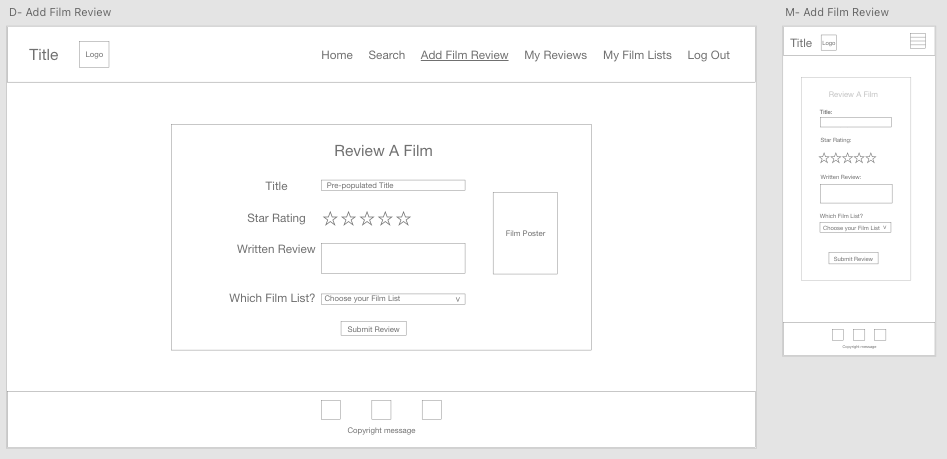 D- Add Film Review
Title
Logo
Home Search Add Film Review My Reviews My Film Lists Log Out
Review A Film
Title
Pre-populated Title
Star Rating
Written Review
Film Poster
Which Film List?
Choose your Film List v
Submit Review
Copyright message
M- Add Film Review
Title
Logo
Review A Film
Title:
Star Rating:
Written Review:
Which Film List?
Choose your Film List v
Submit Review
Copyright message